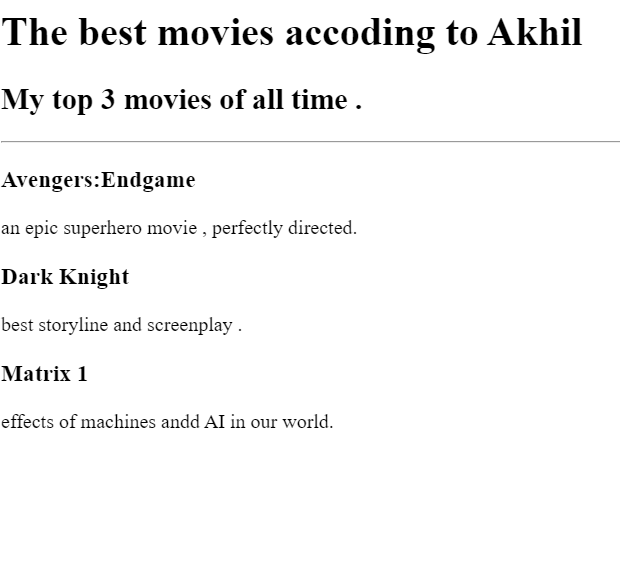 The best movies accoding to Akhil
My top 3 movies of all time .
Avengers:Endgame
an epic superhero movie , perfectly directed.
Dark Knight
best storyline and screenplay .
Matrix 1
effects of machines andd AI in our world.